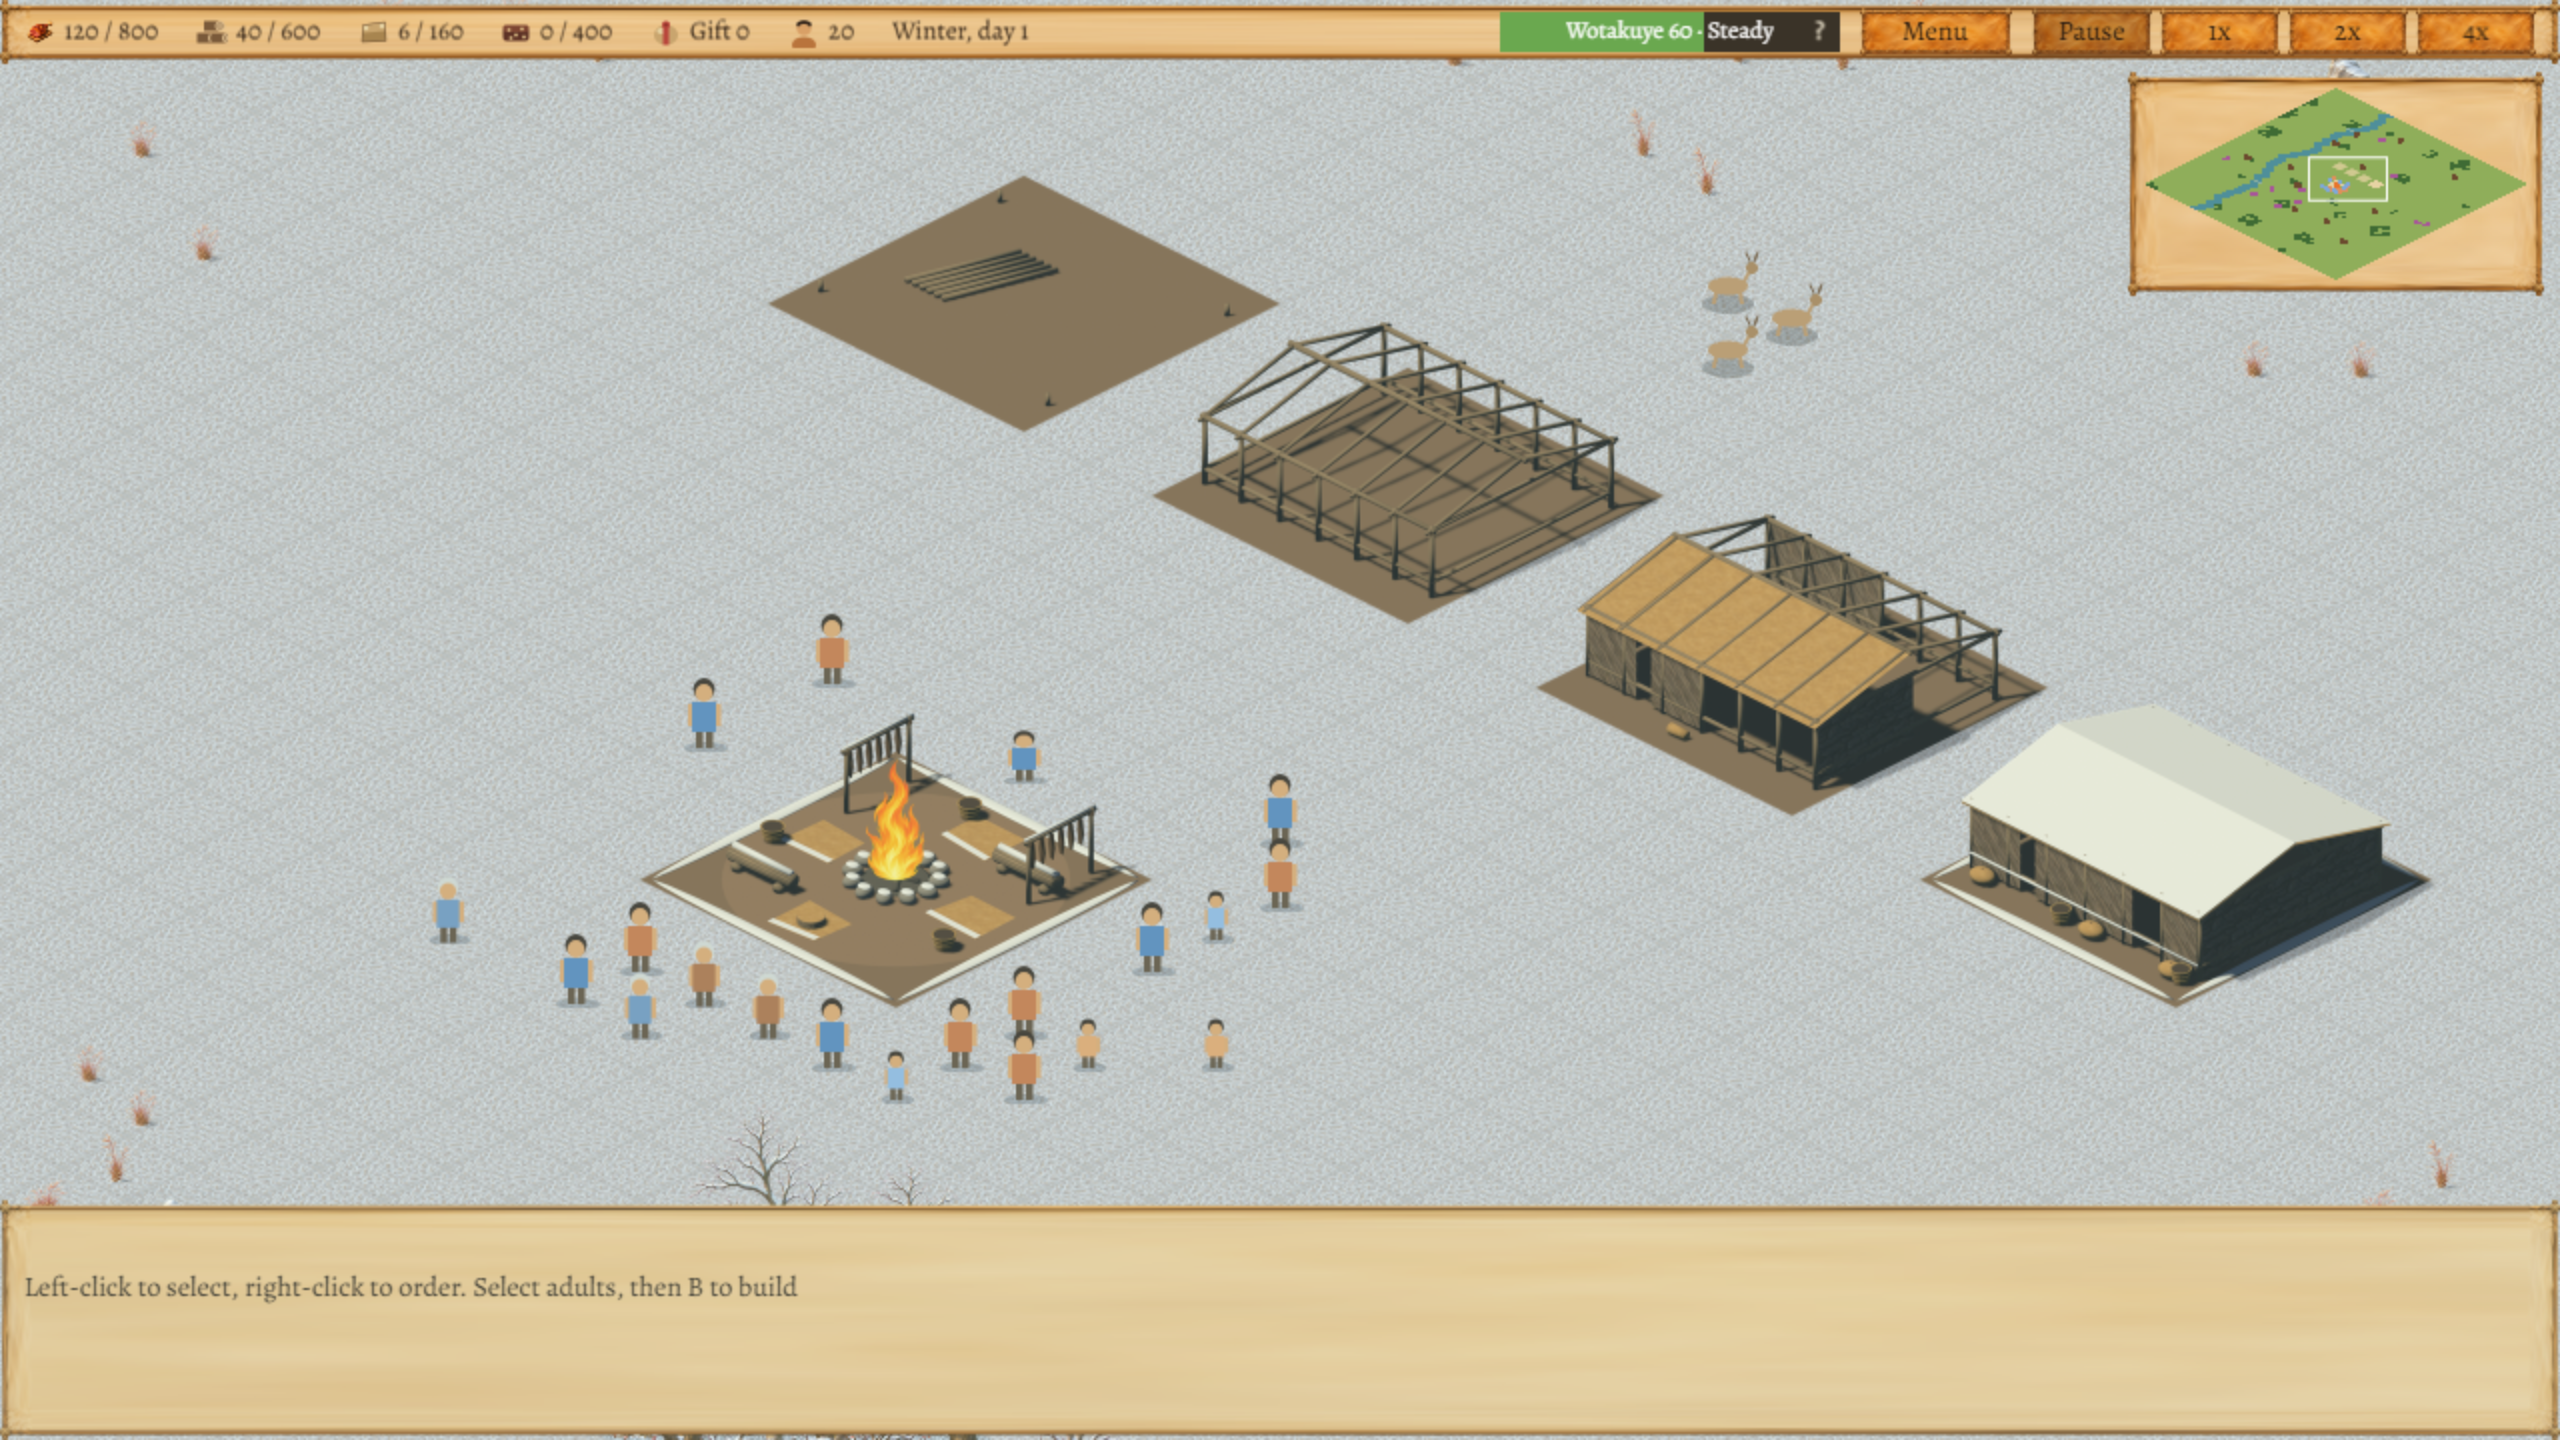 120 / 800 40 / 600 6 / 160 0 / 400 Gift 0 20 Winter, day 1 Wotakuye 60 · Steady ? Menu Pause 1x 2x 4x
Left-click to select, right-click to order. Select adults, then B to build